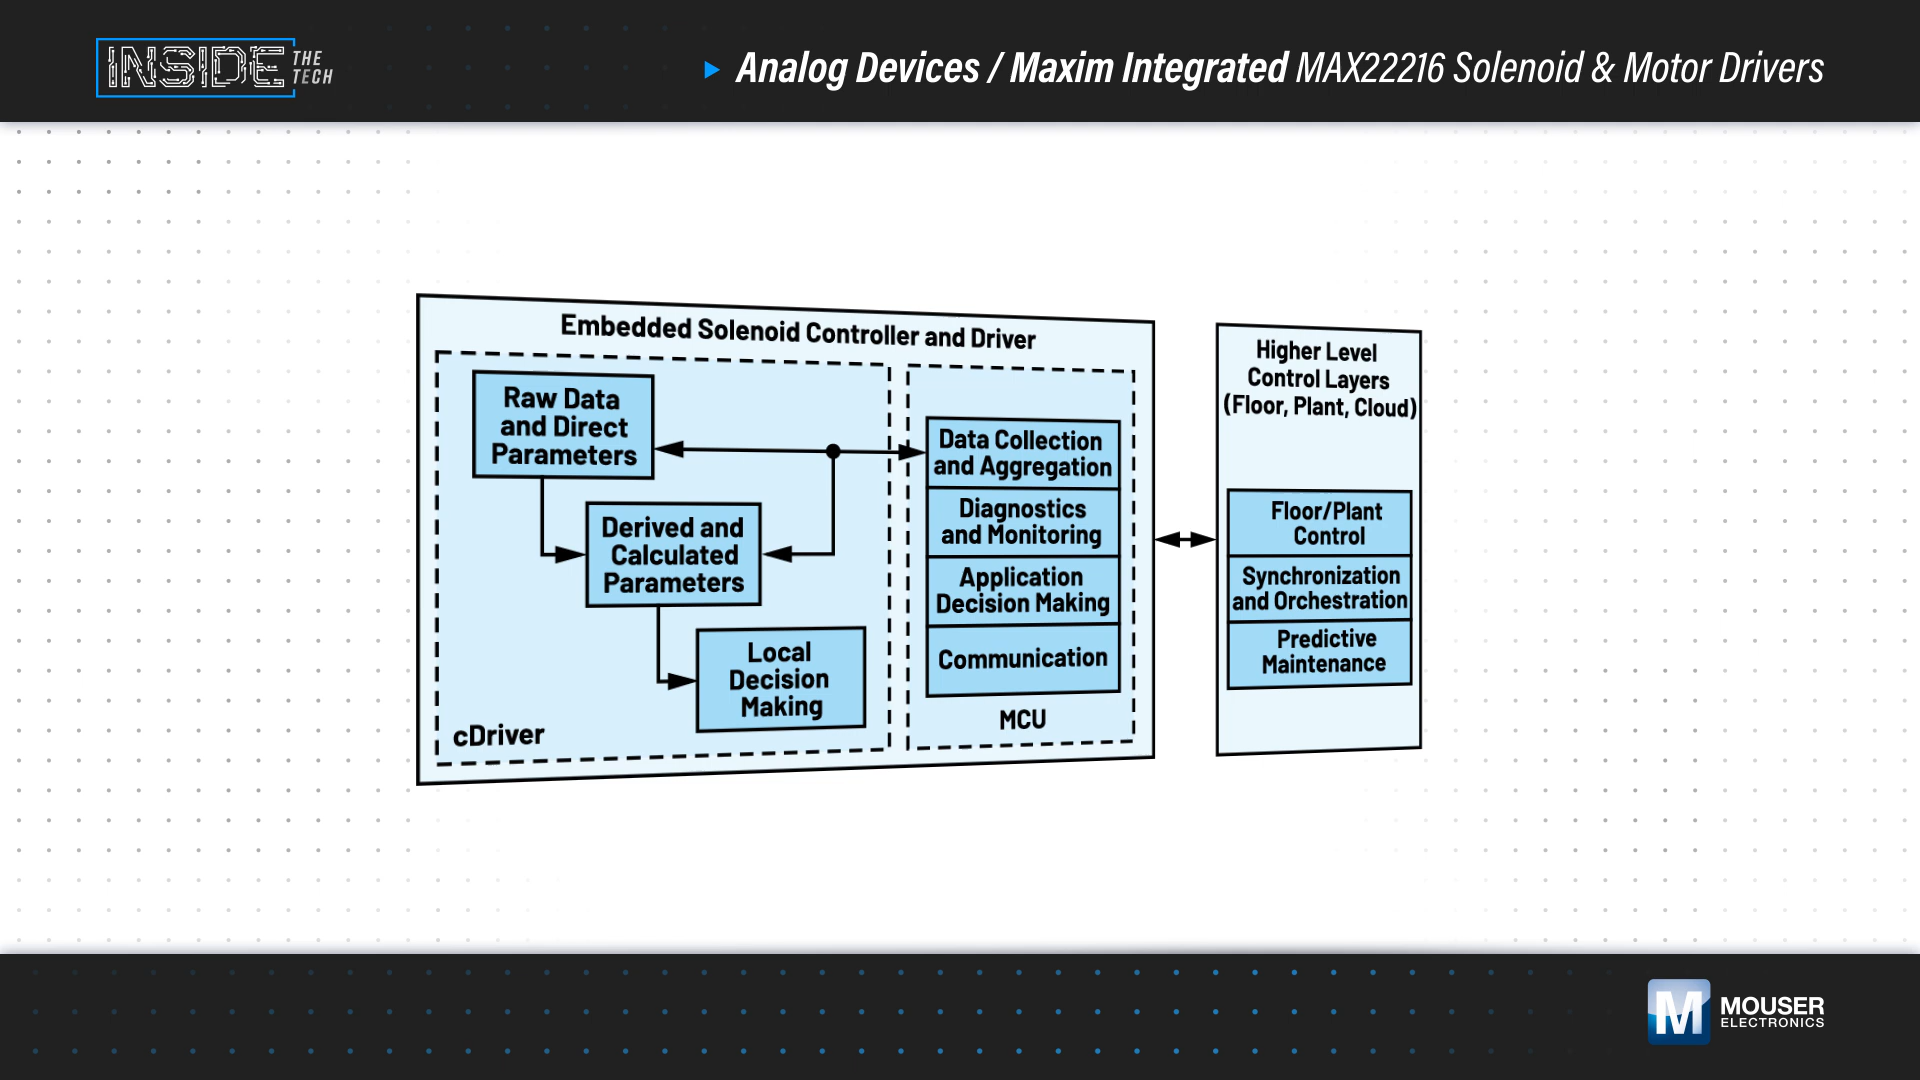 INSIDE THE TECH
Analog Devices / Maxim Integrated MAX22216 Solenoid & Motor Drivers
Embedded Solenoid Controller and Driver
Raw Data
and Direct
Parameters
Derived and
Calculated
Parameters
Local
Decision
Making
cDriver
Data Collection
and Aggregation
Diagnostics
and Monitoring
Application
Decision Making
Communication
MCU
Higher Level
Control Layers
(Floor, Plant, Cloud)
Floor/Plant
Control
Synchronization
and Orchestration
Predictive
Maintenance
M
MOUSER
ELECTRONICS